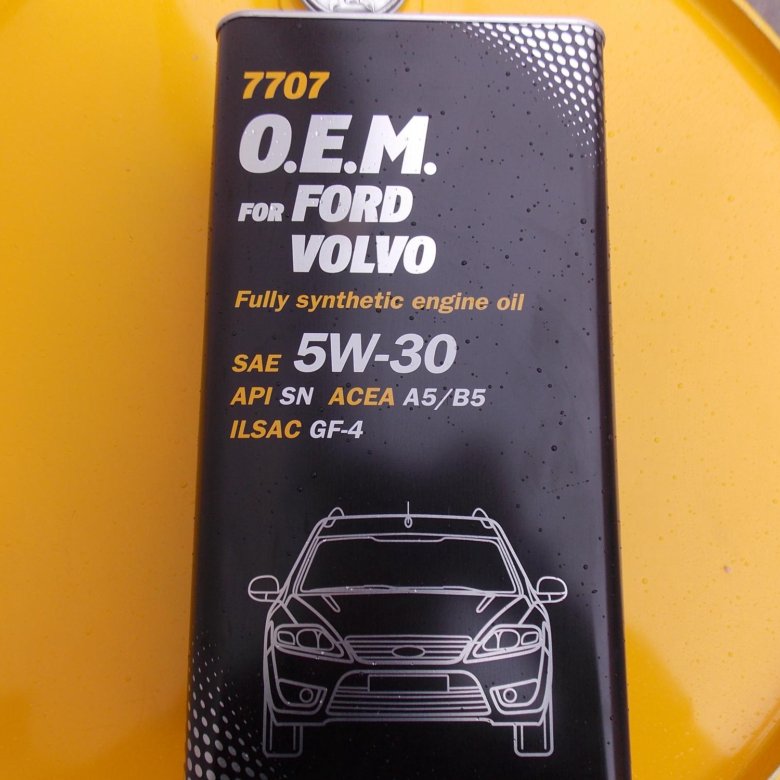 7707
O.E.M.
FOR FORD
VOLVO
Fully synthetic engine oil
SAE 5W-30
API SN ACEA A5/B5
ILSAC GF-4